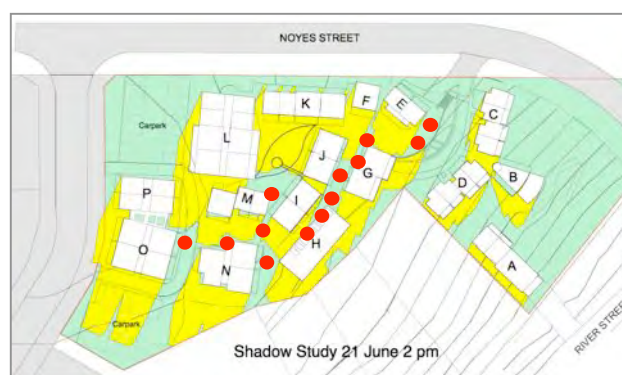 NOYES STREET
Carpark
K
F
E
C
L
J
G
P
M
I
D
B
O
N
H
A
Carpark
Shadow Study 21 June 2 pm
RIVER STREET